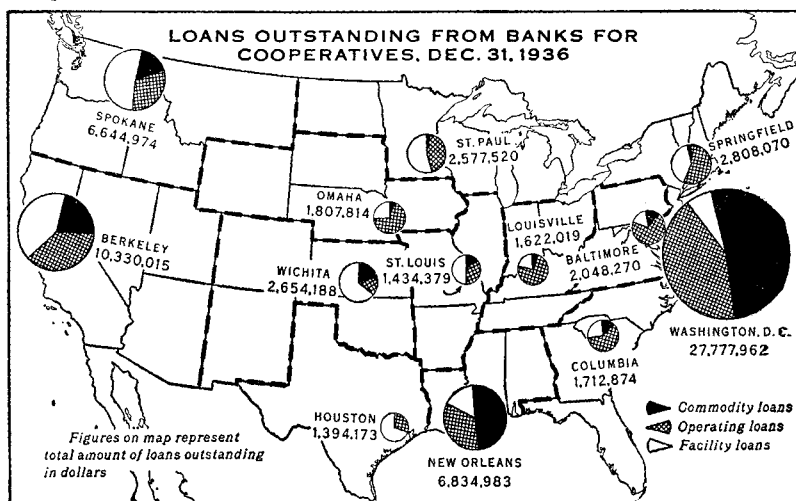 LOANS OUTSTANDING FROM BANKS FOR
COOPERATIVES, DEC. 31, 1936
SPOKANE
6,644,974
ST. PAUL
2,577,520
SPRINGFIELD
2,808,070
OMAHA
1,807,814
LOUISVILLE
1,622,019
BERKELEY
10,330,015
ST. LOUIS
1,434,379
BALTIMORE
2,048,270
WICHITA
2,654,188
WASHINGTON, D.C.
27,777,962
COLUMBIA
1,712,874
HOUSTON
1,394,173
NEW ORLEANS
6,834,983
Commodity loans
Operating loans
Facility loans
Figures on map represent
total amount of loans outstanding
in dollars